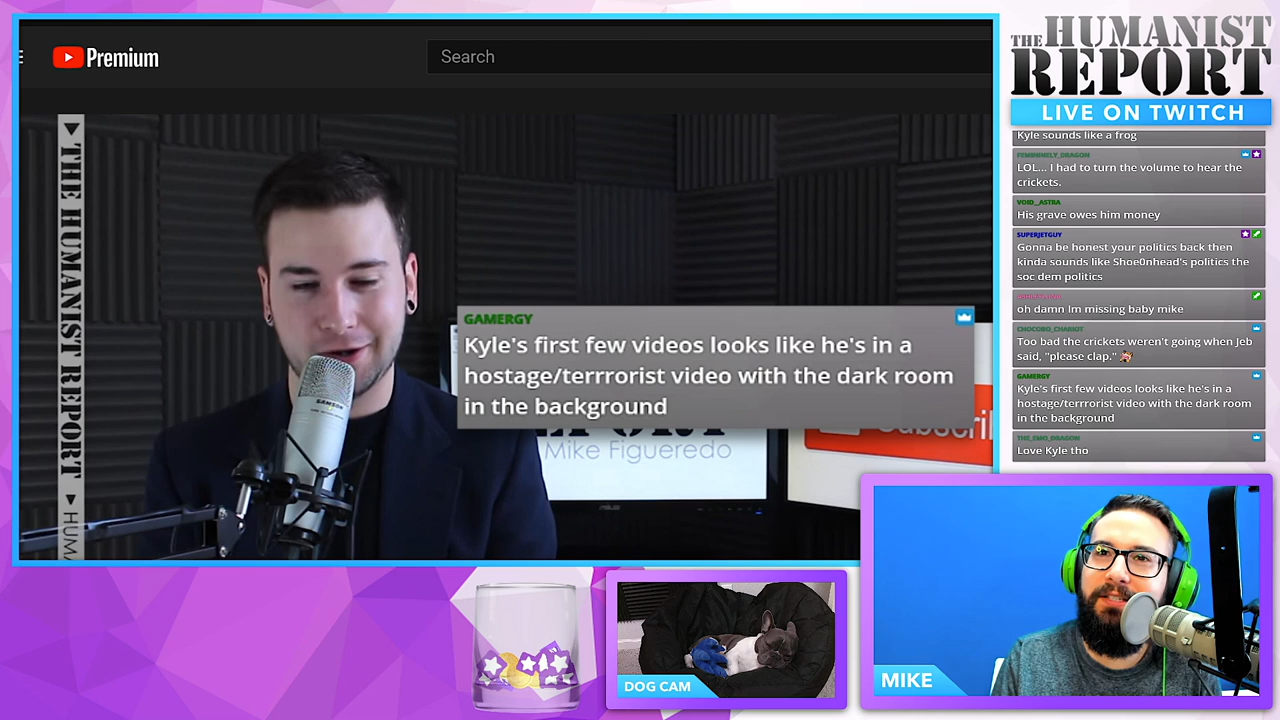 Premium
Search
THE HUMANIST REPORT
HUMA
GAMERGY
Kyle's first few videos looks like he's in a
hostage/terrrorist video with the dark room
in the background
Mike Figueredo
THE HUMANIST
REPORT
LIVE ON TWITCH
Kyle sounds like a frog
FEMININELY_DRAGON
LOL... I had to turn the volume to hear the
crickets.
VOID__ASTRA
His grave owes him money
SUPERJETGUY
Gonna be honest your politics back then
kinda sounds like Shoe0nhead's politics the
soc dem politics
oh damn Im missing baby mike
CHOCOBO_CHARIOT
Too bad the crickets weren't going when Jeb
said, "please clap."
GAMERGY
Kyle's first few videos looks like he's in a
hostage/terrrorist video with the dark room
in the background
THE_EMO_DRAGON
Love Kyle tho
DOG CAM
MIKE